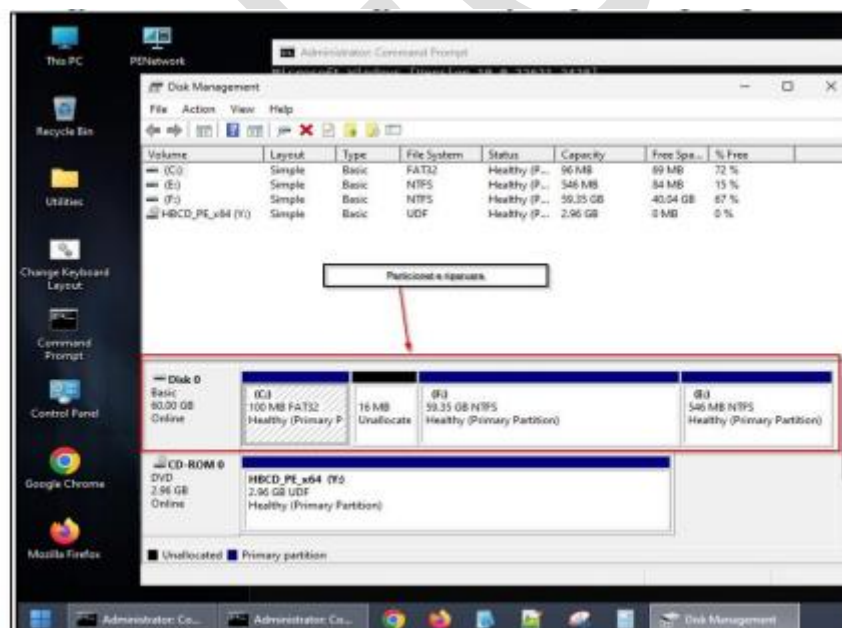 This PC
PENetwork
Administrator: Command Prompt
Recycle Bin
Utilities
Change Keyboard
Layout
Command
Prompt
Control Panel
Google Chrome
Mozilla Firefox
Disk Management
File Action View Help
Volume Layout Type File System Status Capacity Free Spa... % Free
(C:) Simple Basic FAT32 Healthy (P... 96 MB 69 MB 72 %
(E:) Simple Basic NTFS Healthy (P... 546 MB 84 MB 15 %
(F:) Simple Basic NTFS Healthy (P... 59.35 GB 40.04 GB 67 %
HBCD_PE_x64 (Y:) Simple Basic UDF Healthy (P... 2.96 GB 0 MB 0 %
Particionet e riparuara.
Disk 0
Basic
60.00 GB
Online
(C:)
100 MB FAT32
Healthy (Primary P
16 MB
Unallocate
(F:)
59.35 GB NTFS
Healthy (Primary Partition)
(E:)
546 MB NTFS
Healthy (Primary Partition)
CD-ROM 0
DVD
2.96 GB
Online
HBCD_PE_x64 (Y:)
2.96 GB UDF
Healthy (Primary Partition)
Unallocated Primary partition
Administrator: Co... Administrator: Co... Disk Management